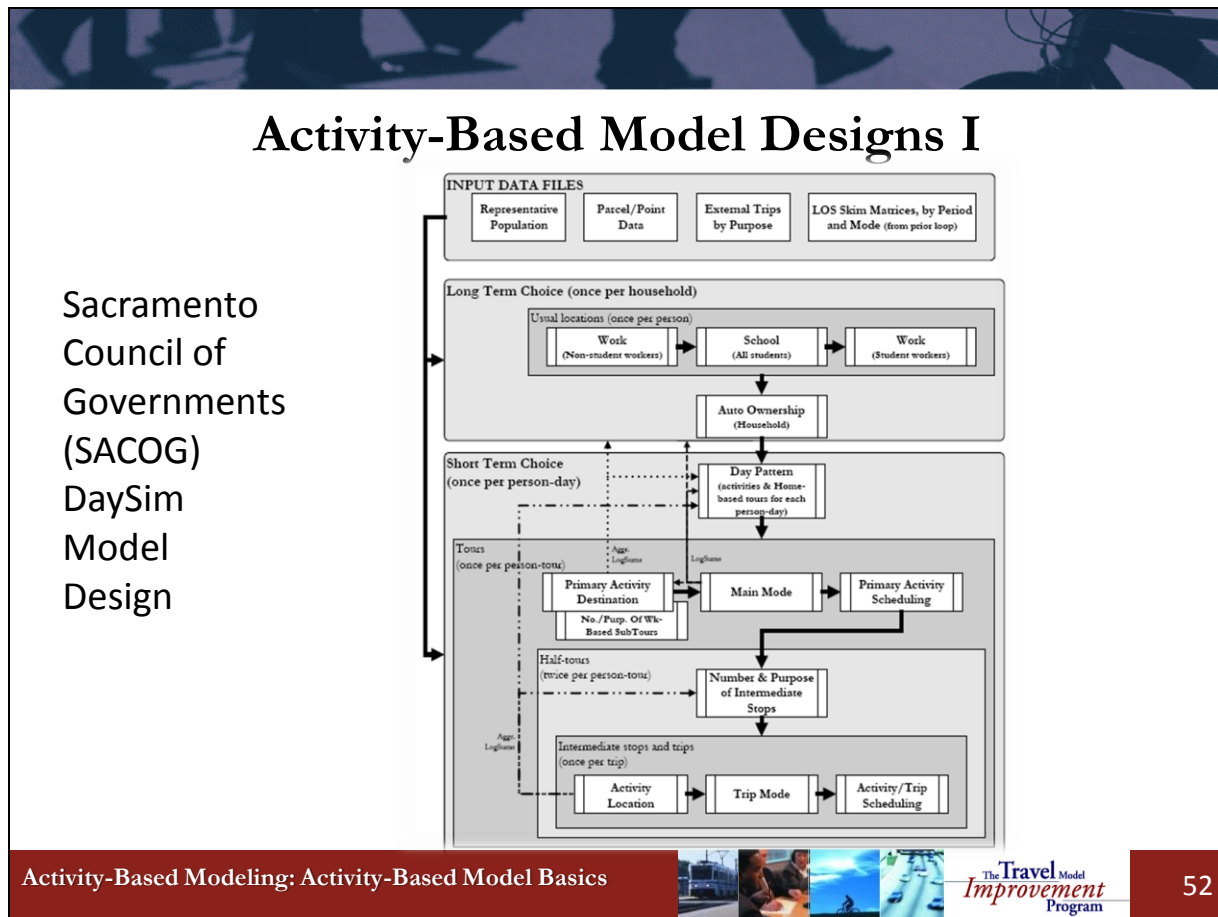 Activity-Based Model Designs I
Sacramento
Council of
Governments
(SACOG)
DaySim
Model
Design
INPUT DATA FILES
Representative
Population
Parcel/Point
Data
External Trips
by Purpose
LOS Skim Matrices, by Period
and Mode (from prior loop)
Long Term Choice (once per household)
Usual locations (once per person)
Work
(Non-student workers)
School
(All students)
Work
(Student workers)
Auto Ownership
(Household)
Short Term Choice
(once per person-day)
Day Pattern
(activities & Home-
based tours for each
person-day)
Tours
(once per person-tour)
Aggr.
LogSums
LogSums
Primary Activity
Destination
No./Purp. Of Wk-
Based SubTours
Main Mode
Primary Activity
Scheduling
Half-tours
(twice per person-tour)
Number & Purpose
of Intermediate
Stops
Aggr.
LogSums
Intermediate stops and trips
(once per trip)
Activity
Location
Trip Mode
Activity/Trip
Scheduling
Activity-Based Modeling: Activity-Based Model Basics
The Travel Model
Improvement
Program
52